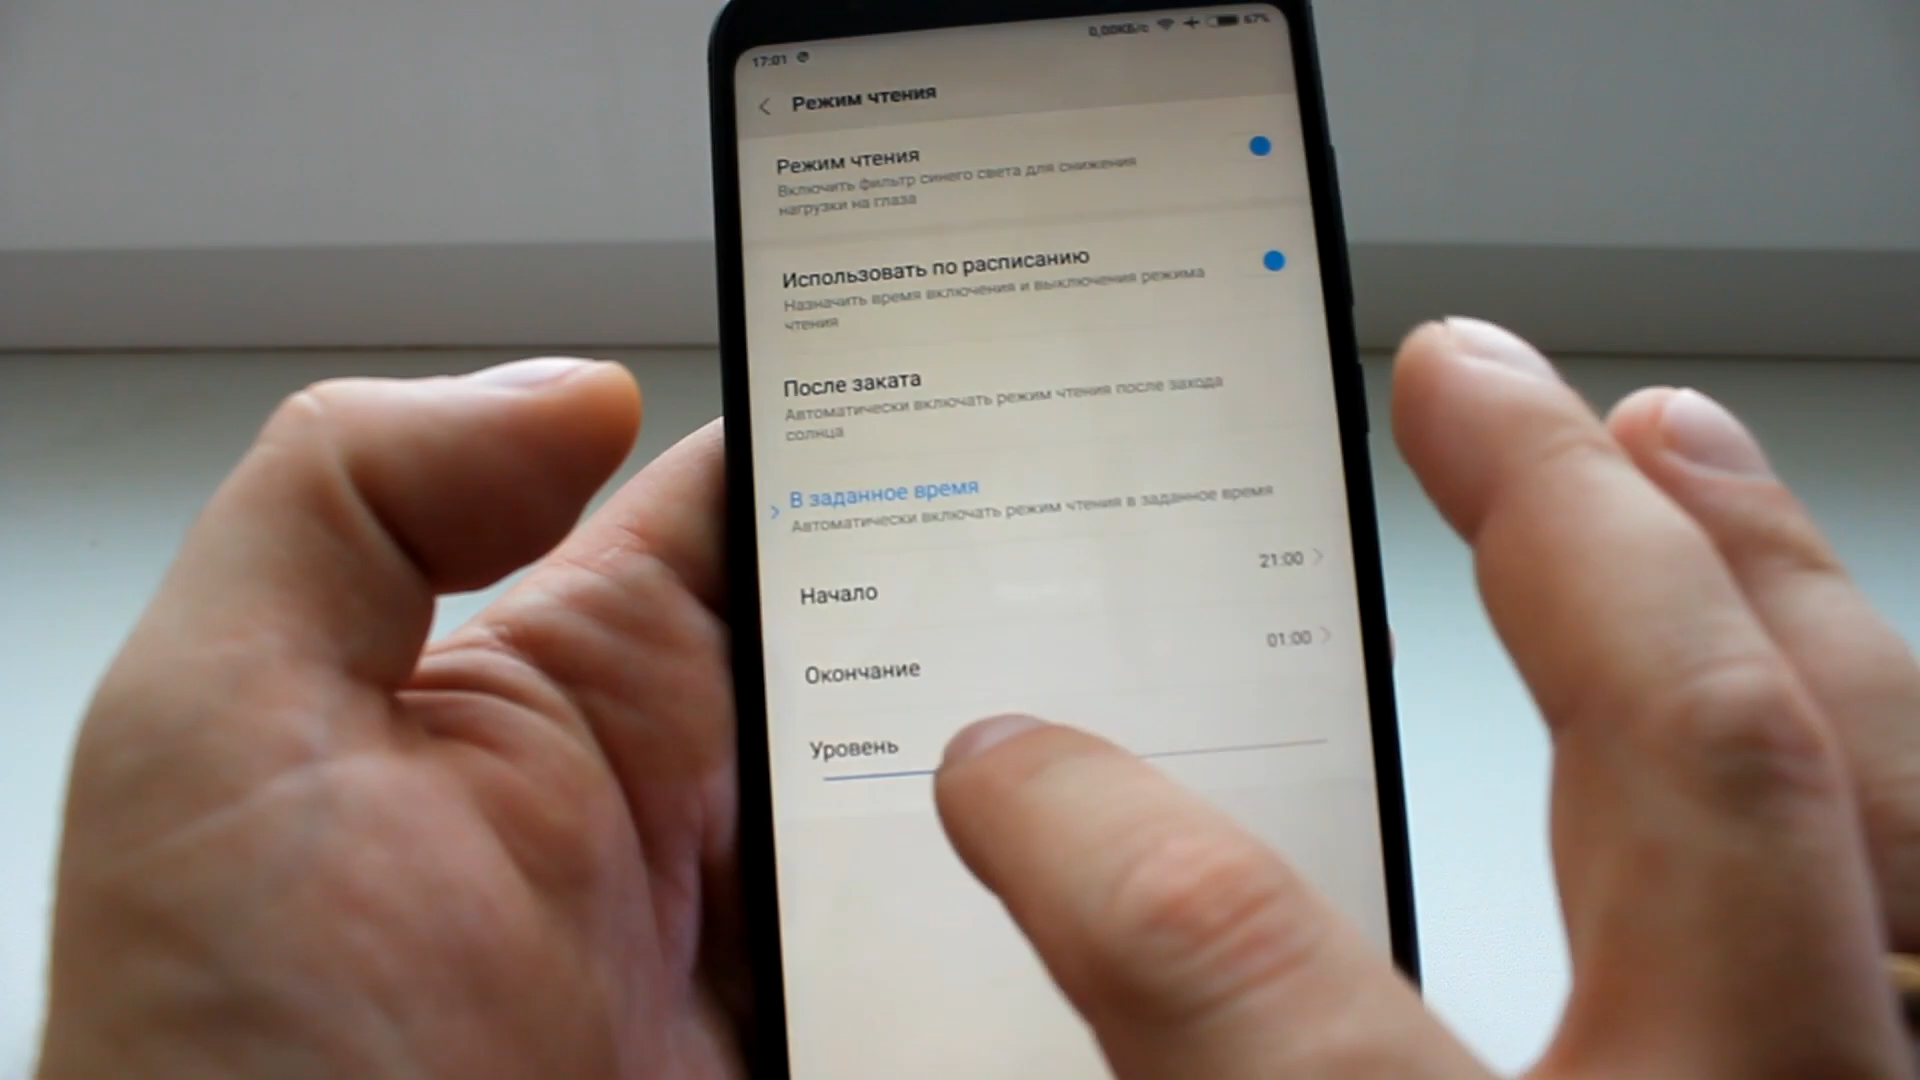 17:01
0,00КБ/с 67%
Режим чтения
Режим чтения
Включить фильтр синего света для снижения
нагрузки на глаза
Использовать по расписанию
Назначить время включения и выключения режима
чтения
После заката
Автоматически включать режим чтения после захода
солнца
В заданное время
Автоматически включать режим чтения в заданное время
Начало 21:00
Окончание 01:00
Уровень